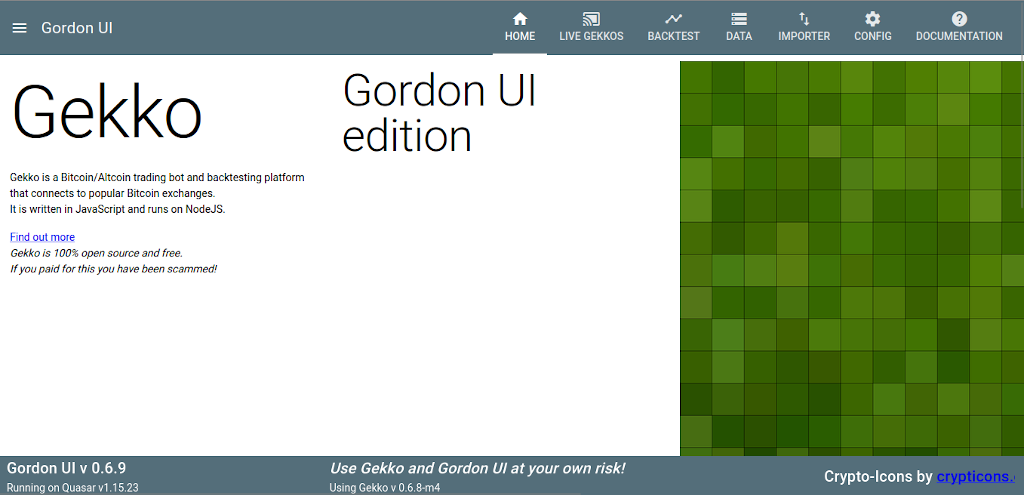 Gordon UI
HOME
LIVE GEKKOS
BACKTEST
DATA
IMPORTER
CONFIG
DOCUMENTATION
Gekko
Gordon UI
edition
Gekko is a Bitcoin/Altcoin trading bot and backtesting platform
that connects to popular Bitcoin exchanges.
It is written in JavaScript and runs on NodeJS.
Find out more
Gekko is 100% open source and free.
If you paid for this you have been scammed!
Gordon UI v 0.6.9
Running on Quasar v1.15.23
Use Gekko and Gordon UI at your own risk!
Using Gekko v 0.6.8-m4
Crypto-Icons by crypticons.